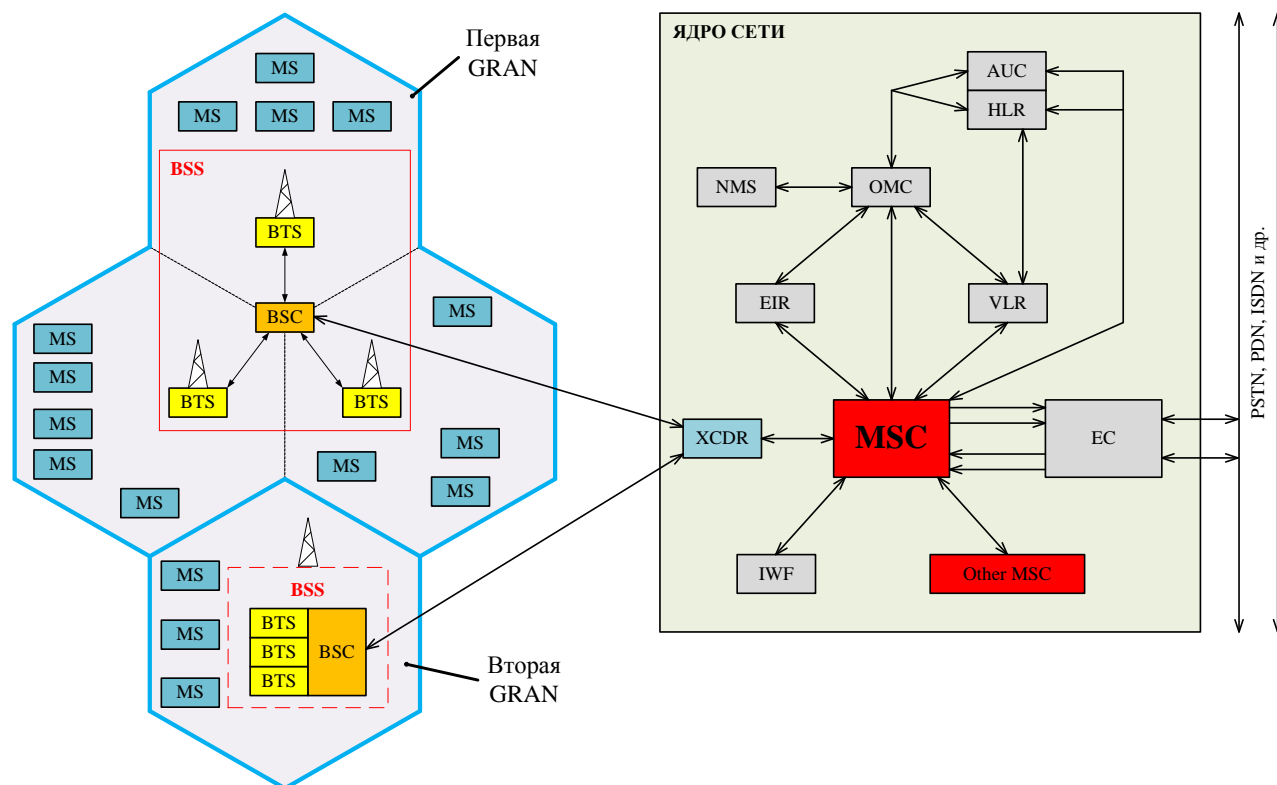 Первая
GRAN
MS
MS
MS
MS
BSS
BTS
BSC
BTS
BTS
MS
MS
MS
MS
MS
MS
MS
MS
MS
MS
BSS
BTS
BTS
BTS
BSC
MS
MS
Вторая
GRAN
ЯДРО СЕТИ
AUC
HLR
NMS
OMC
EIR
VLR
XCDR
MSC
EC
IWF
Other MSC
PSTN, PDN, ISDN и др.